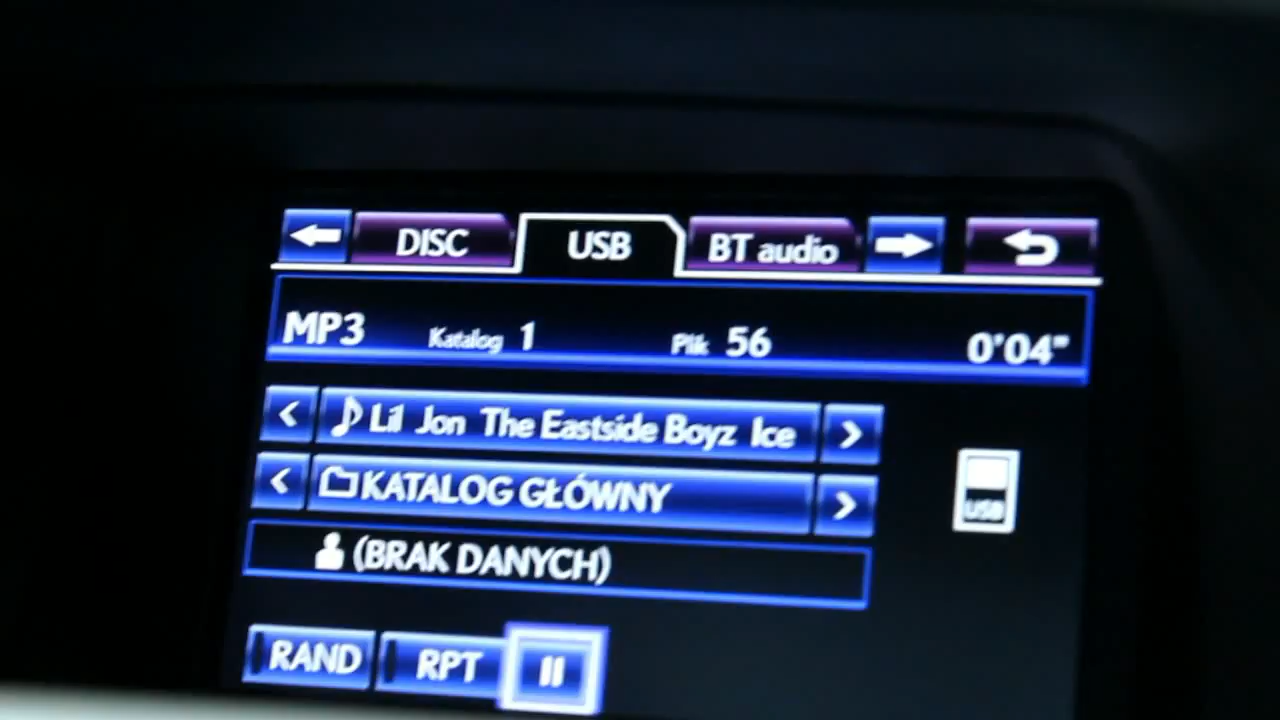 DISC USB BT audio
MP3 Katalog 1 Plik 56 0'04"
Lil Jon The Eastside Boyz Ice
KATALOG GŁÓWNY
USB
(BRAK DANYCH)
RAND RPT